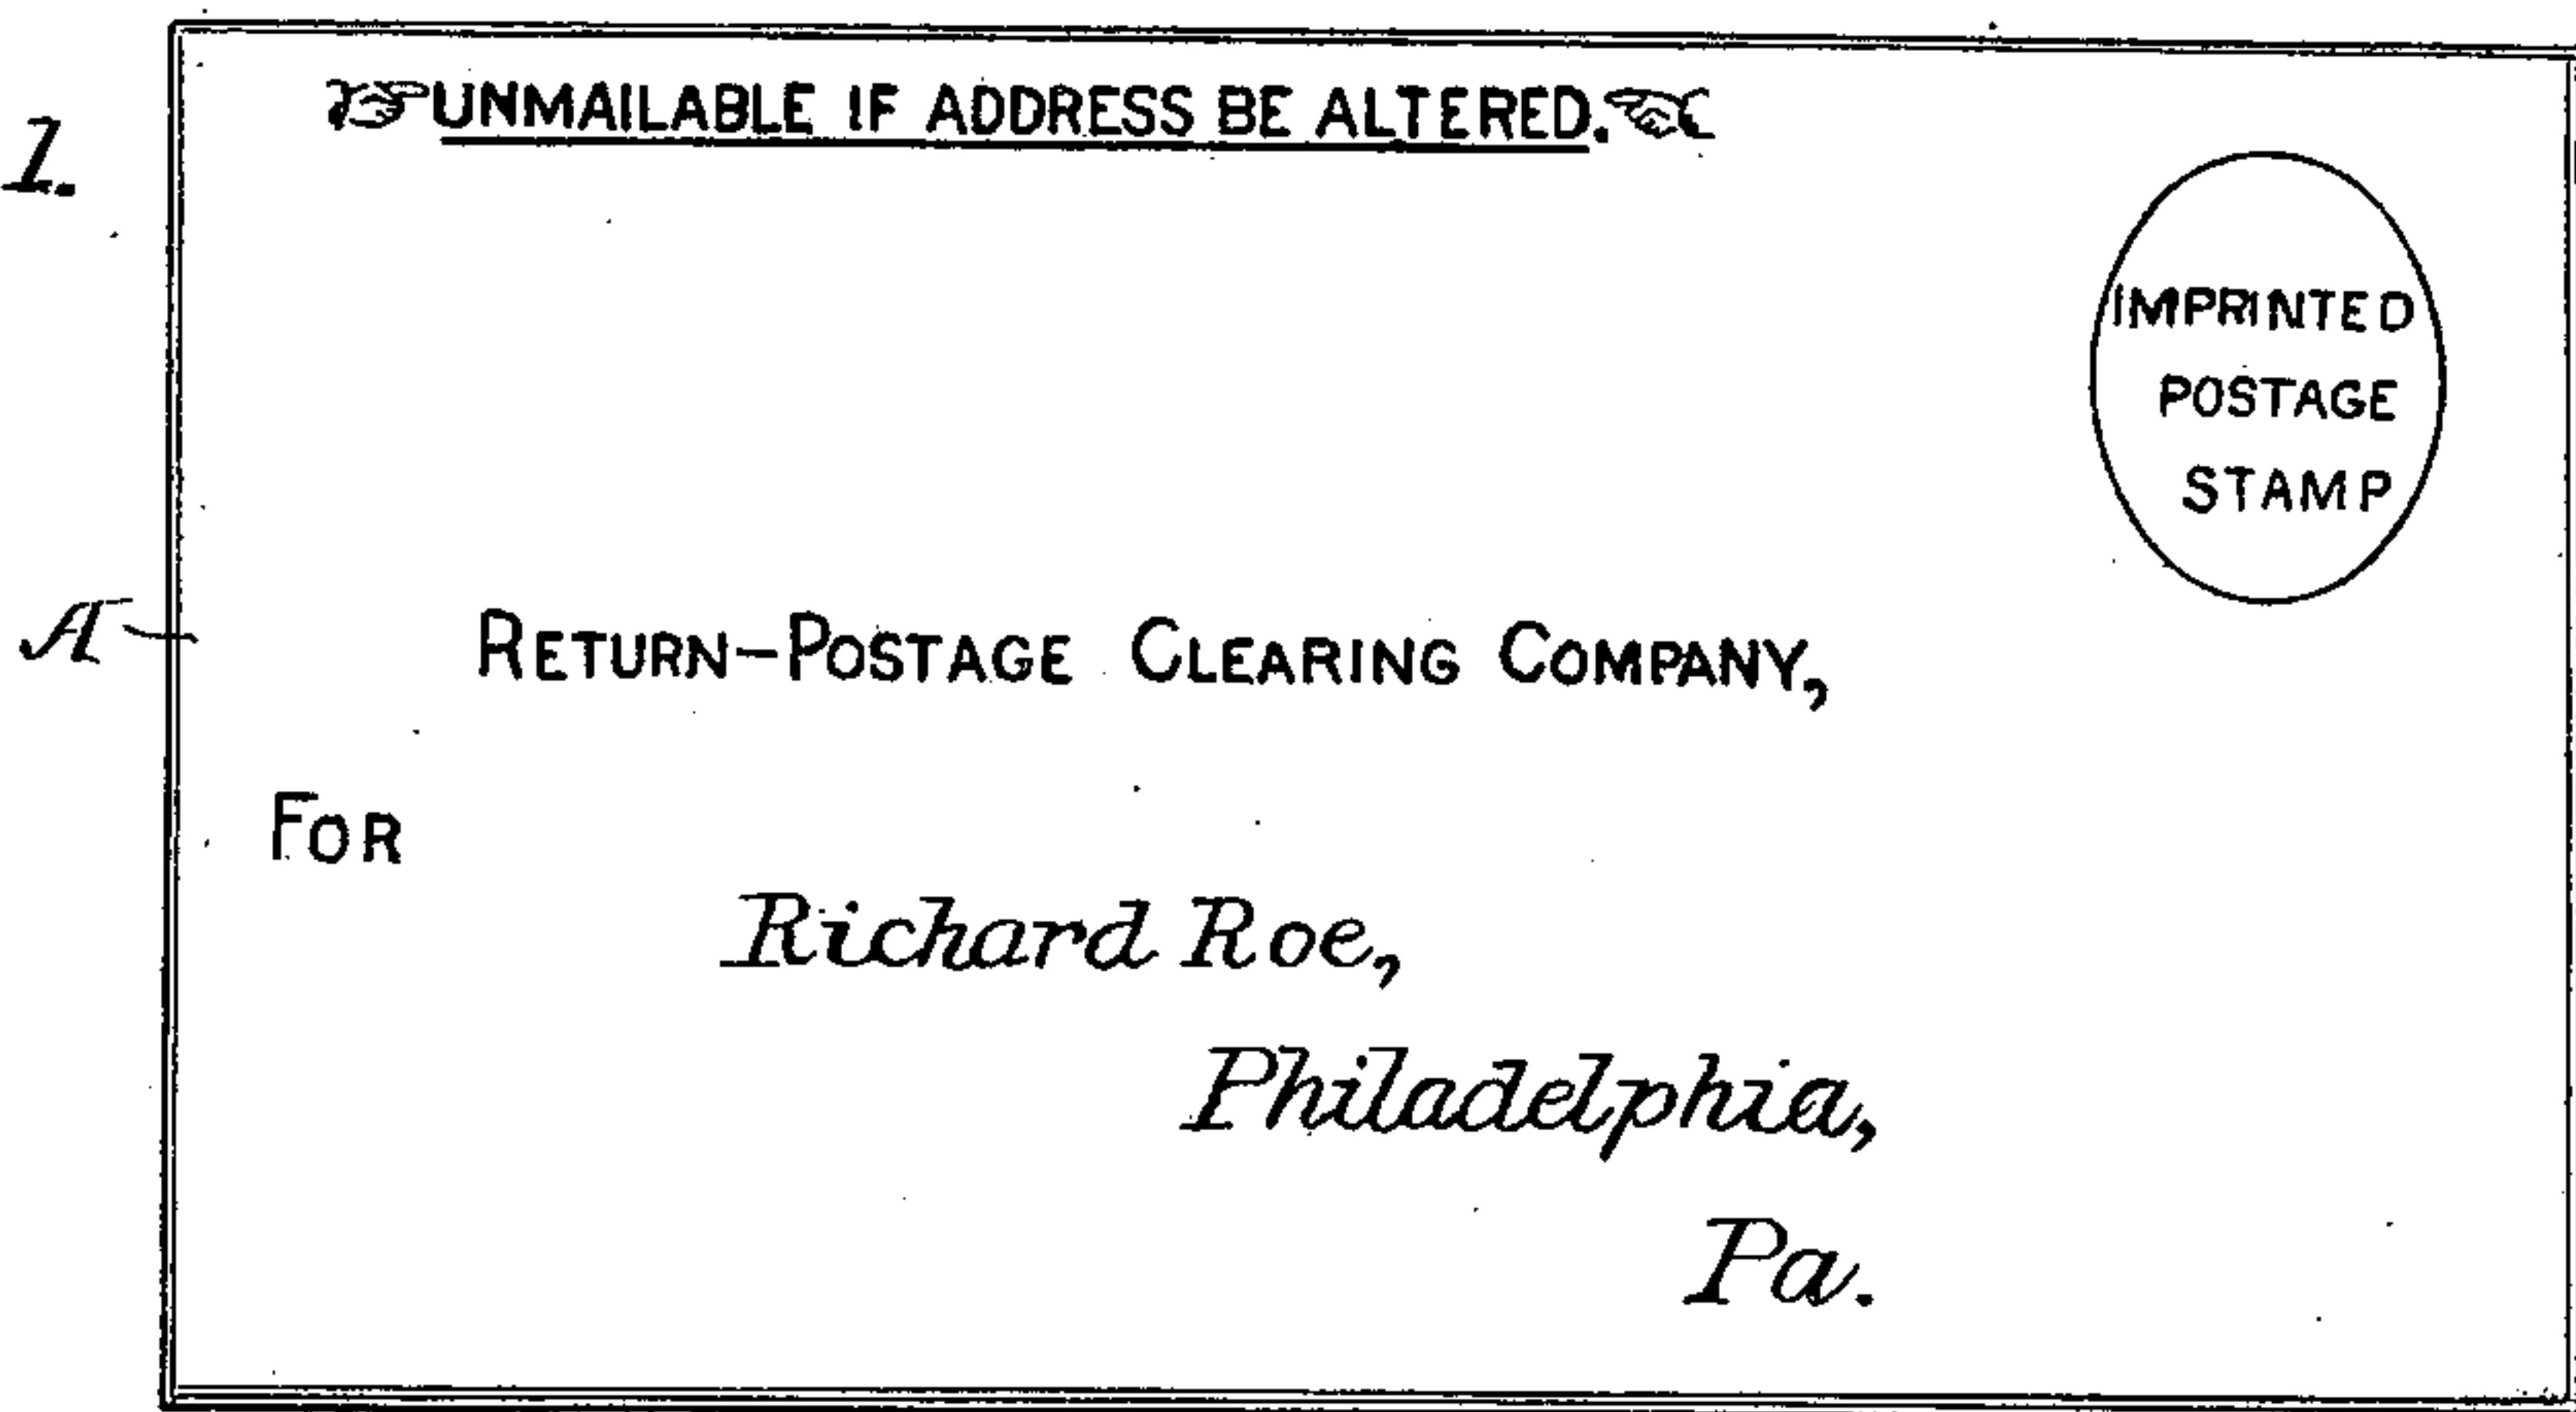 1.
☞UNMAILABLE IF ADDRESS BE ALTERED.☜
IMPRINTED
POSTAGE
STAMP
A
RETURN-POSTAGE CLEARING COMPANY,
FOR
Richard Roe,
Philadelphia,
Pa.